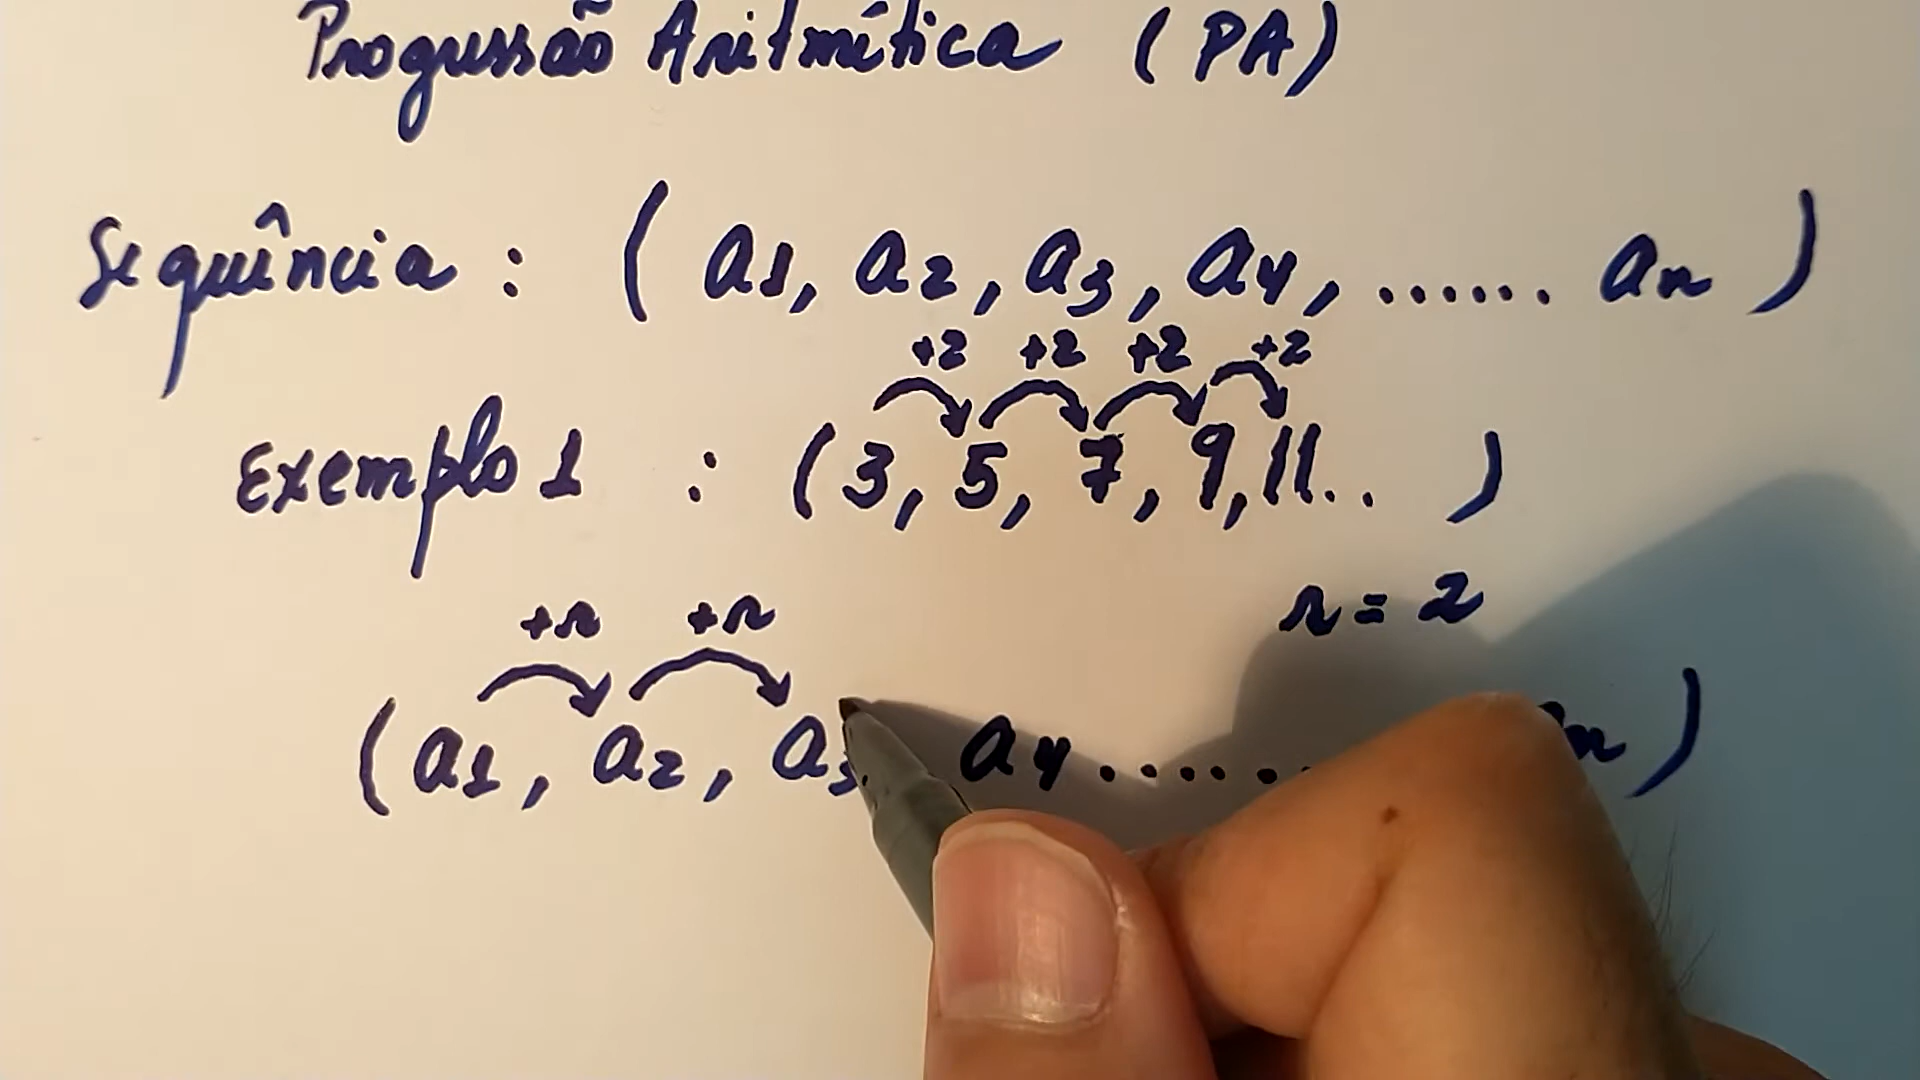 Progressão Aritmética (PA)
Sequência : ( a1, a2, a3, a4, ...... an )
+2 +2 +2 +2
Exemplo 1 : ( 3, 5, 7, 9, 11.. )
r = 2
+r +r
( a1, a2, a3 a4 ...... n )